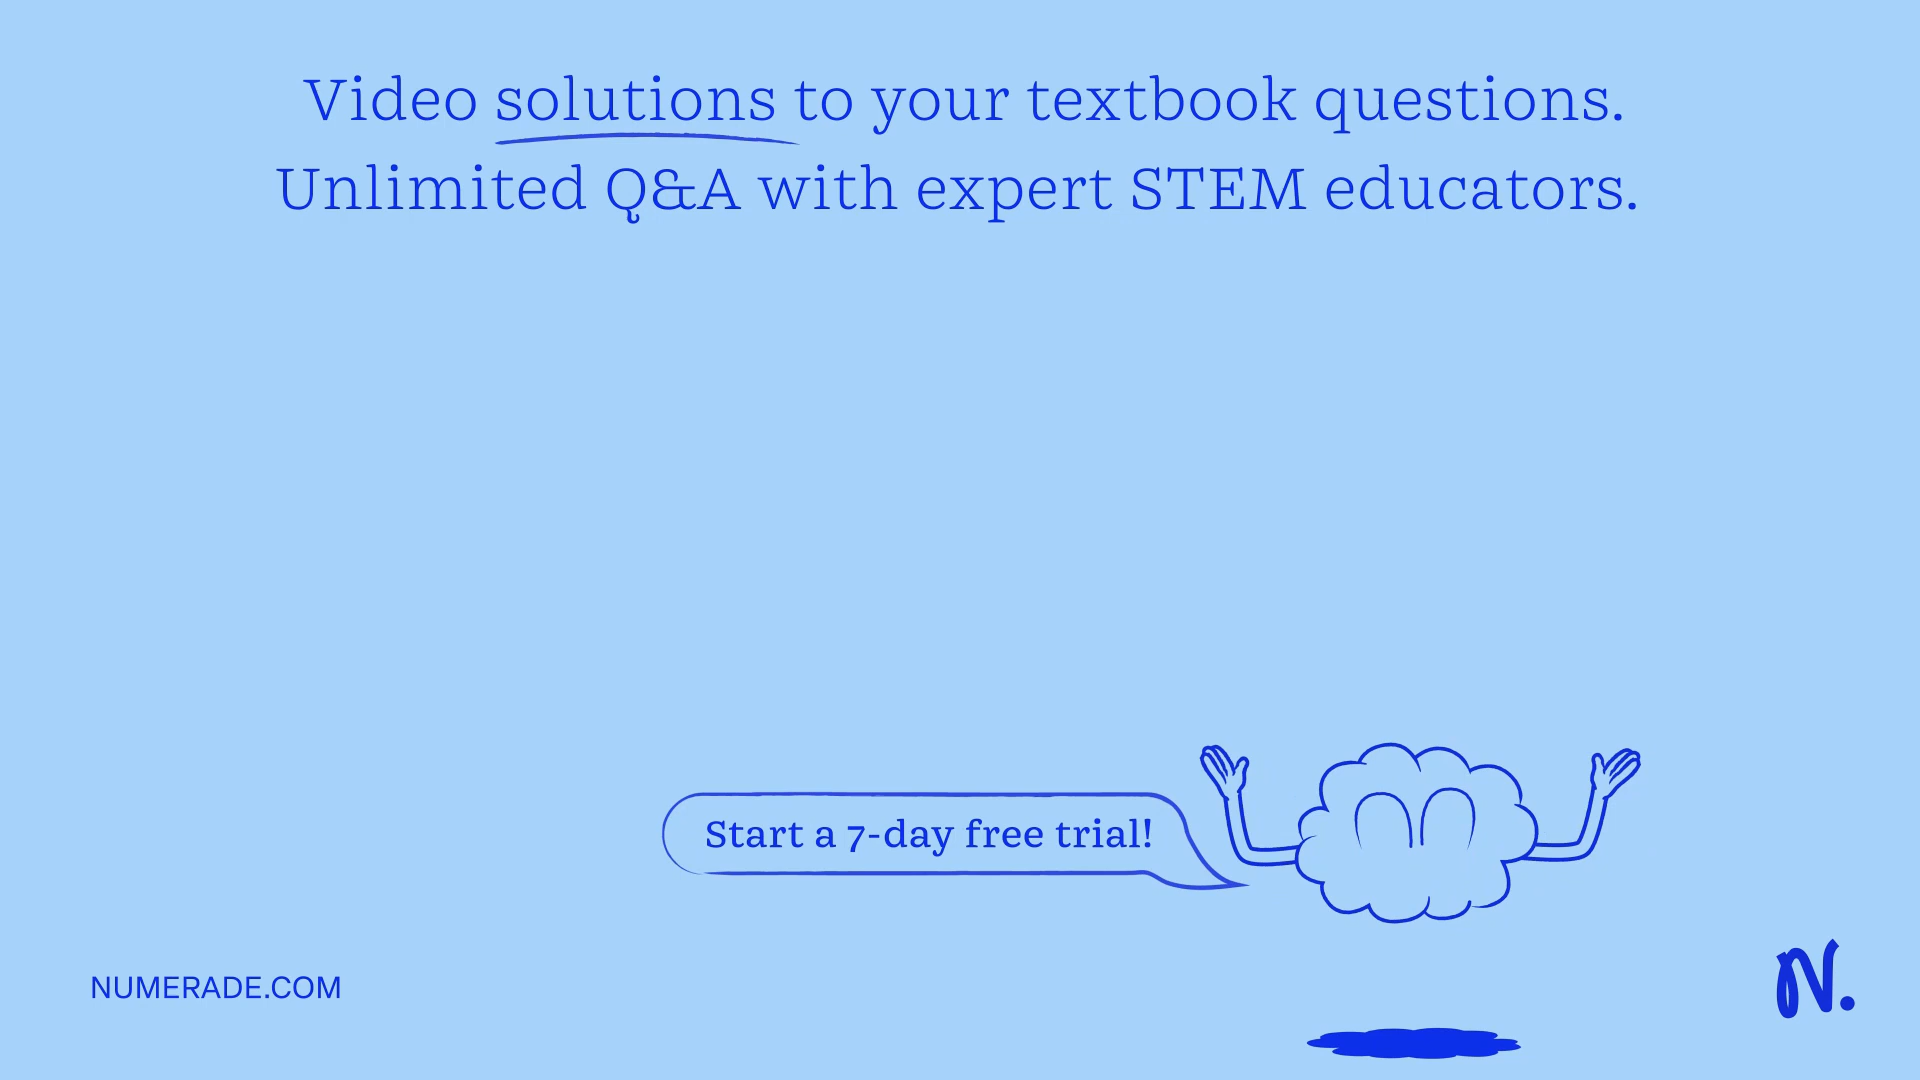 Video solutions to your textbook questions.
Unlimited Q&A with expert STEM educators.
Start a 7-day free trial!
NUMERADE.COM
N.